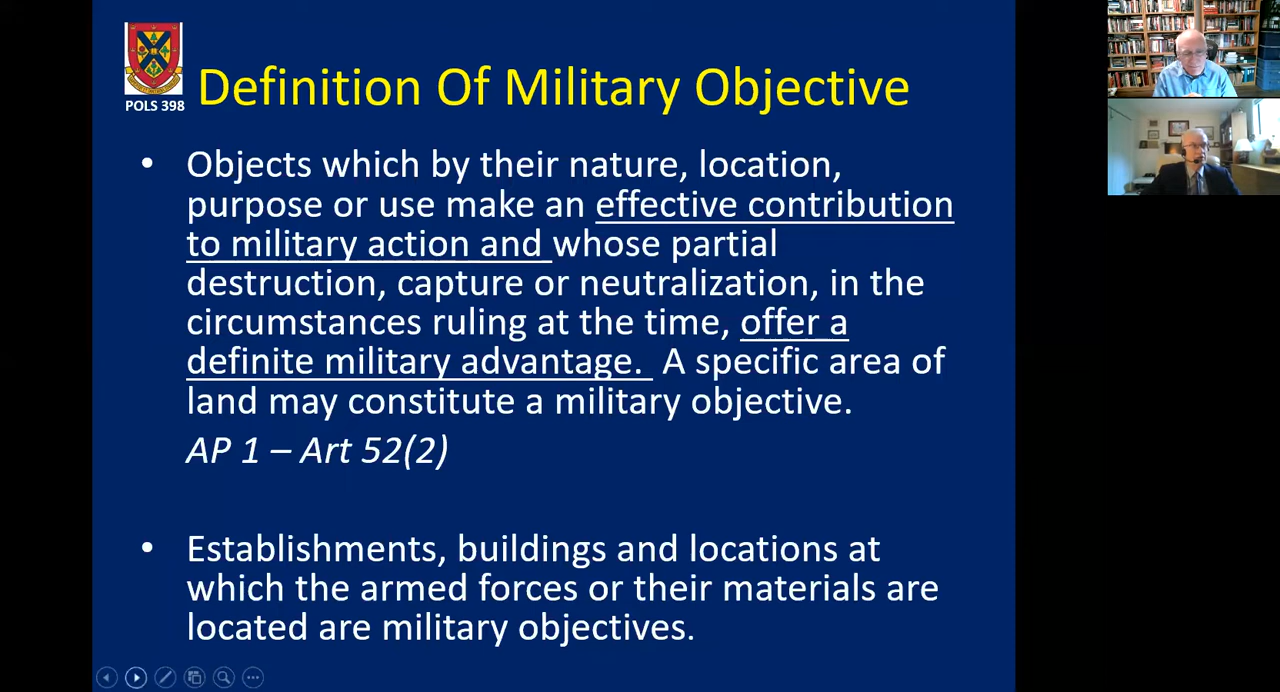 POLS 398
Definition Of Military Objective
• Objects which by their nature, location,
purpose or use make an effective contribution
to military action and whose partial
destruction, capture or neutralization, in the
circumstances ruling at the time, offer a
definite military advantage. A specific area of
land may constitute a military objective.
AP 1 – Art 52(2)
• Establishments, buildings and locations at
which the armed forces or their materials are
located are military objectives.